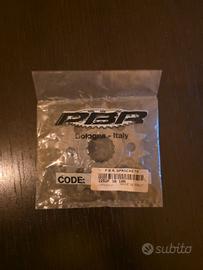 PBR
Bologna - Italy
CODE:
P.B.R. SPROCKETS
subito